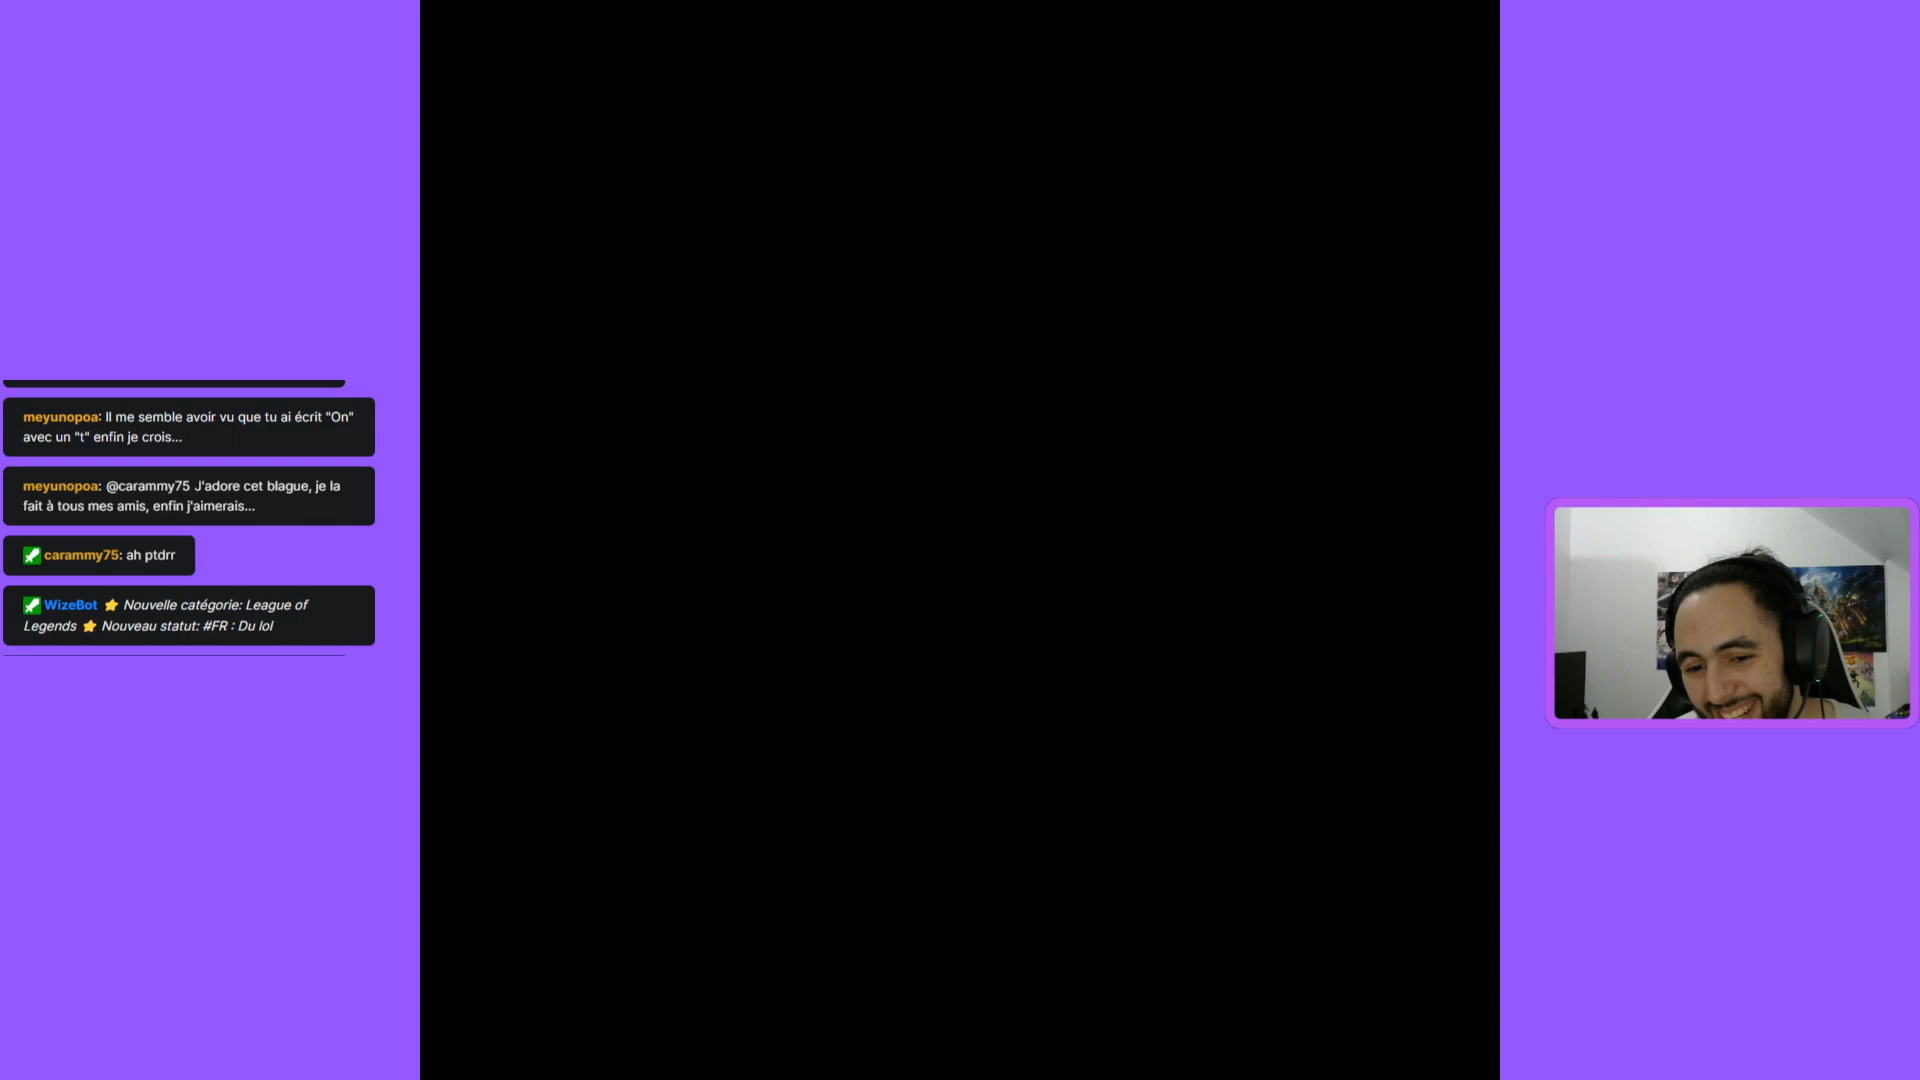 meyunopoa: Il me semble avoir vu que tu ai écrit "On"
avec un "t" enfin je crois...
meyunopoa: @carammy75 J'adore cet blague, je la
fait à tous mes amis, enfin j'aimerais...
carammy75: ah ptdrr
WizeBot ⭐ Nouvelle catégorie: League of
Legends ⭐ Nouveau statut: #FR : Du lol